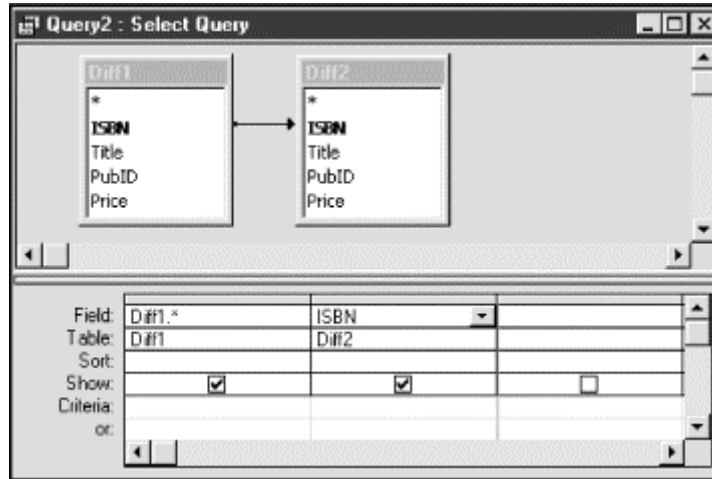 Query2 : Select Query
Diff1 Diff2
* *
ISBN ISBN
Title Title
PubID PubID
Price Price
Field: Diff1.* ISBN
Table: Diff1 Diff2
Sort:
Show:
Criteria:
or: